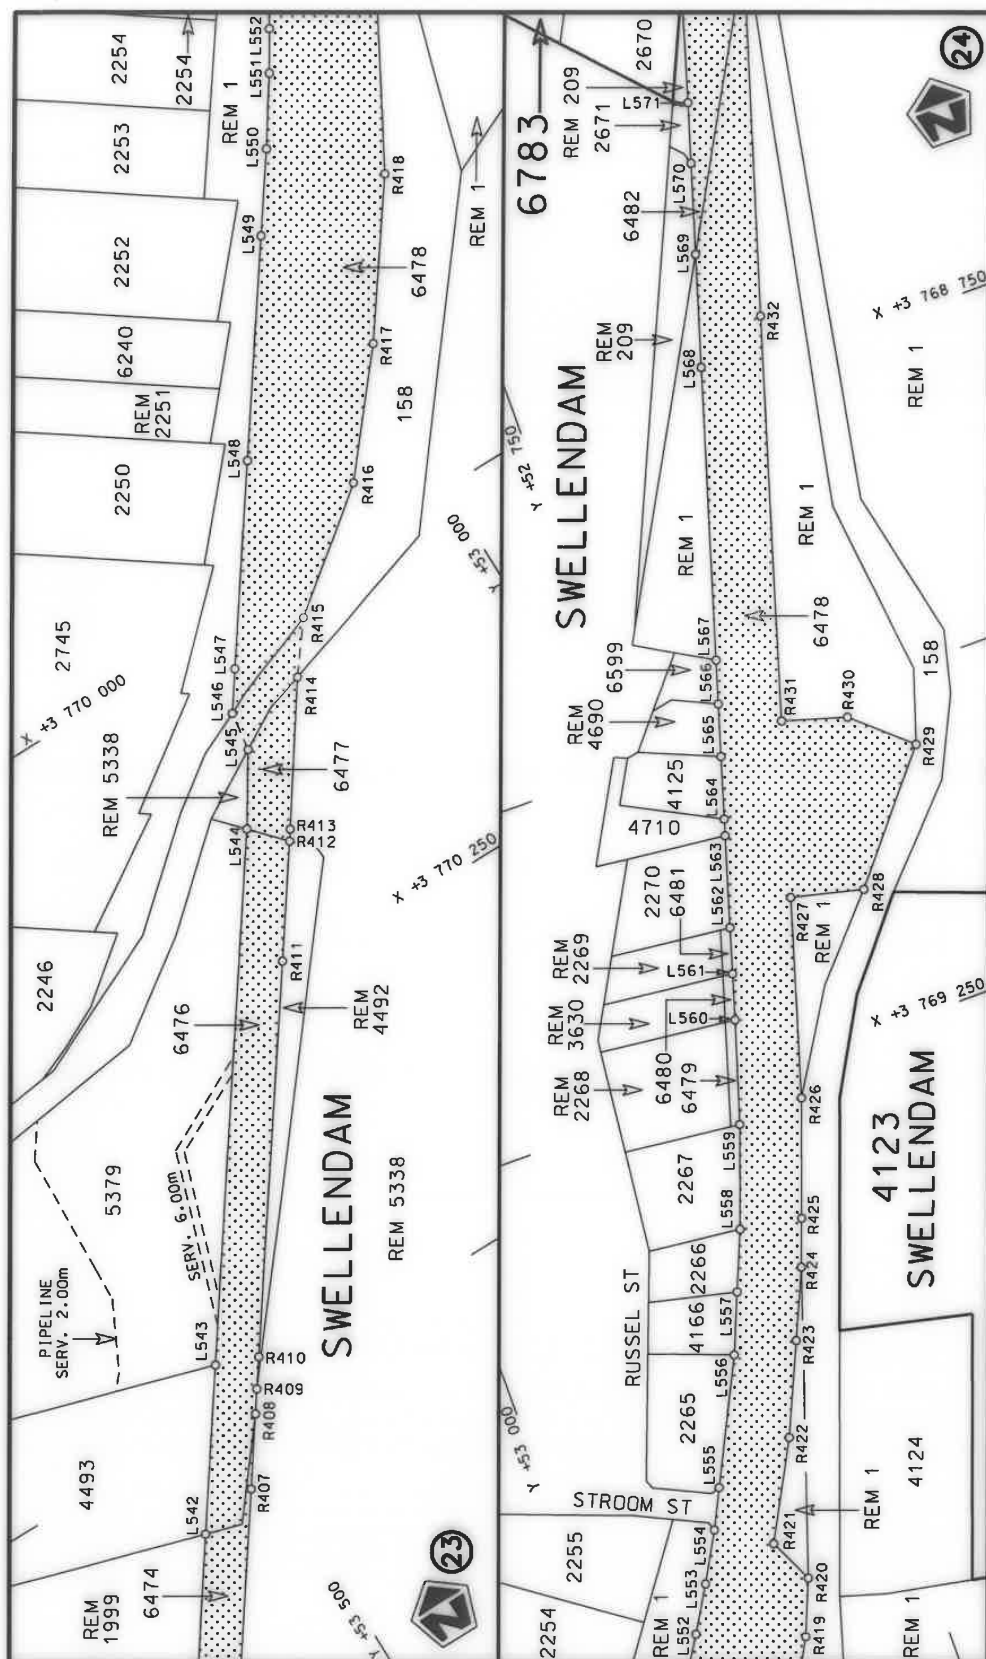 2254
2254
REM 1
L552
L551
L550
2253
R418
REM 1
L549
2252
6478
6240
REM
2251
R417
158
L548
2250
R416
Y +53 000
2745
X +3 770 000
L547
L546
L545
R415
R414
REM 5338
6477
L544
R413
R412
X +3 770 250
2246
6476
R411
REM
4492
SWELLENDAM
5379
SERV. 6.00m
REM 5338
PIPELINE
SERV. 2.00m
L543
R410
R409
R408
4493
R407
L542
REM
1999
6474
23
Y +53 500
6783
2670
REM 209
2671
L571
24
L570
6482
L569
X +3 768 750
REM
209
R432
L568
REM 1
SWELLENDAM
Y +52 750
REM 1
REM 1
6478
6599
L567
L566
REM
4690
L565
R431
R430
R429
158
4125
L564
4710
L563
2270
6481
L562
R428
R427
REM 1
REM
2269
L561
REM
3630
L560
X +3 769 250
REM
2268
6480
6479
R426
4123
SWELLENDAM
2267
L559
L558
R425
2266
R424
RUSSEL ST
4166
L557
R423
L556
2265
Y +53 000
R422
4124
L555
REM 1
STROOM ST
R421
L554
2255
L553
R420
2254
REM 1
L552
R419
REM 1